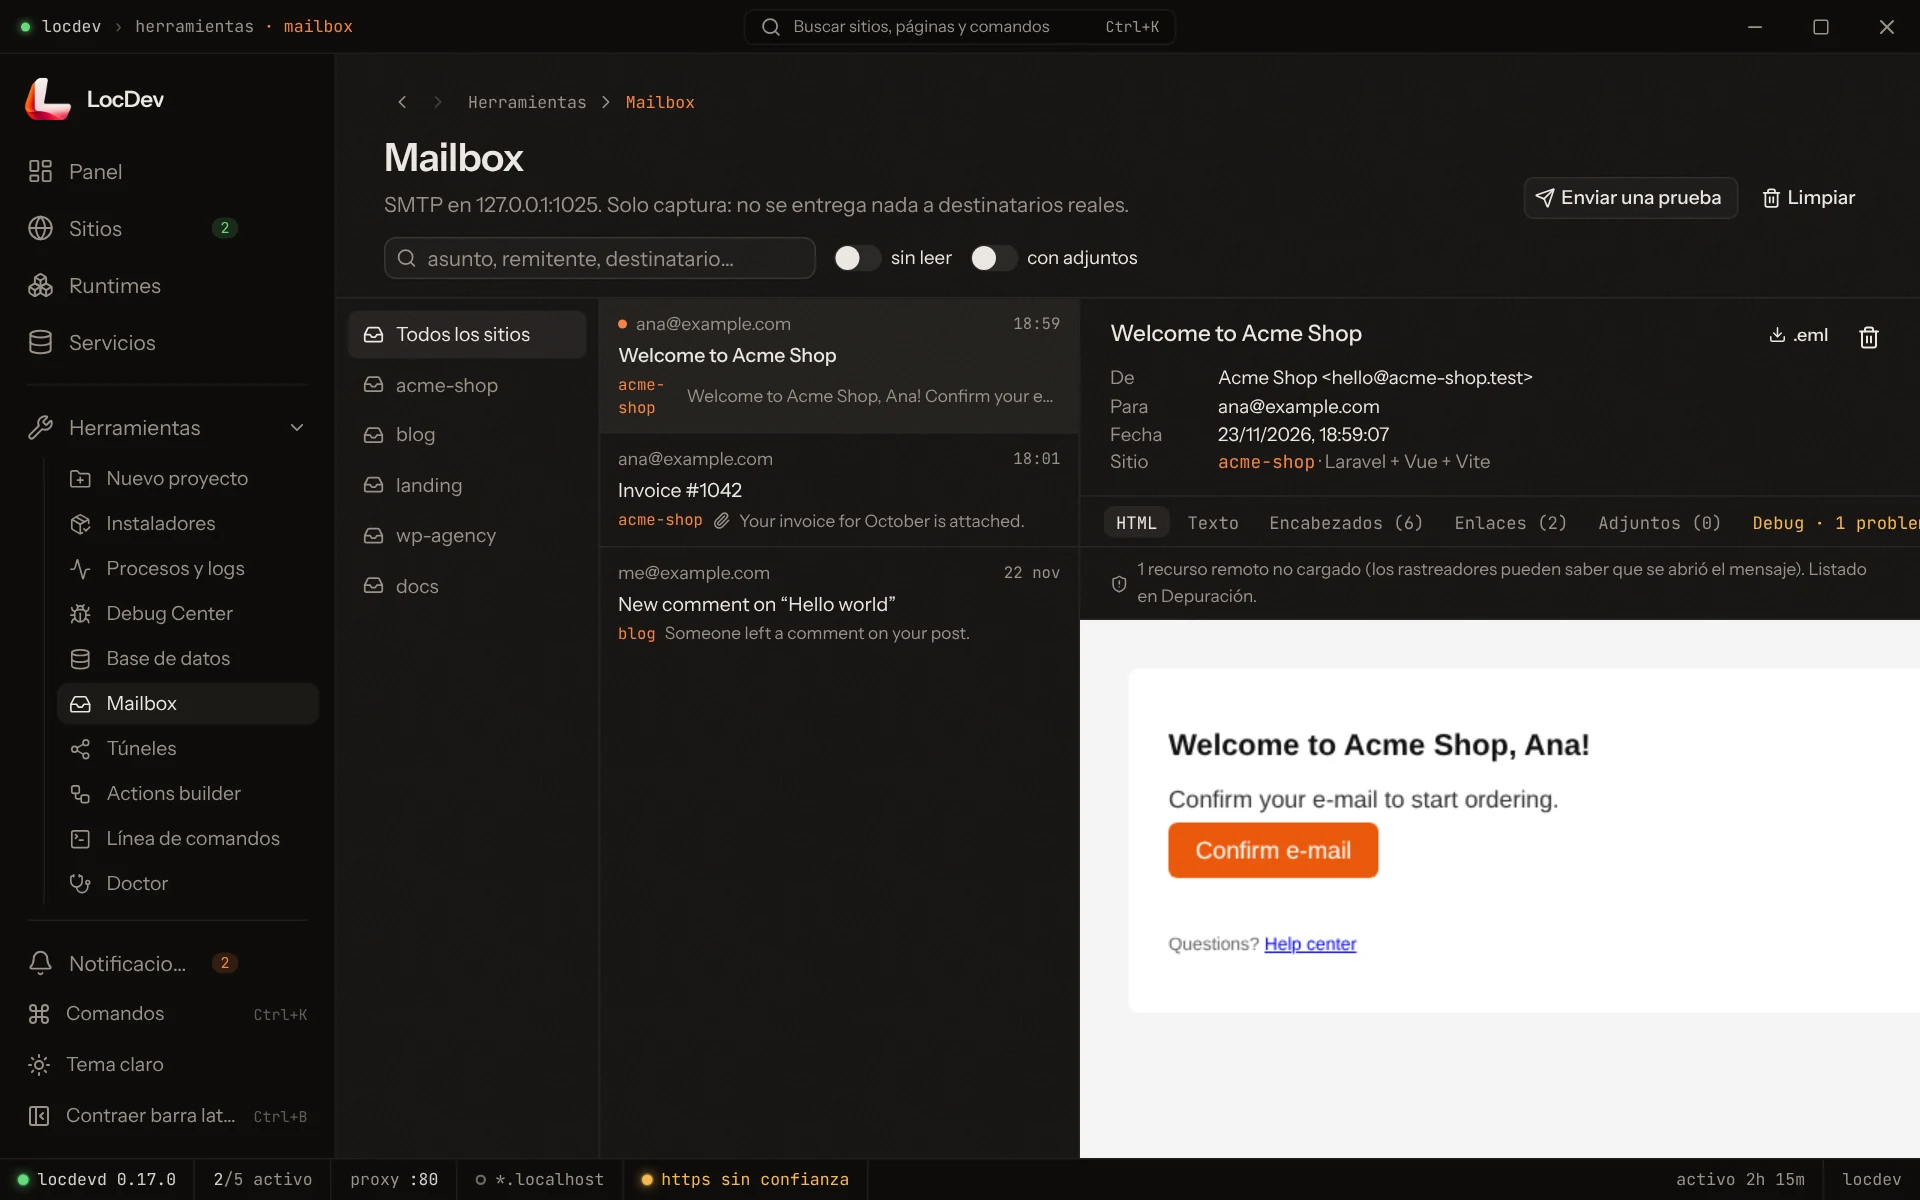 locdev › herramientas · mailbox
Buscar sitios, páginas y comandos Ctrl+K
LocDev
Panel
Sitios 2
Runtimes
Servicios
Herramientas
Nuevo proyecto
Instaladores
Procesos y logs
Debug Center
Base de datos
Mailbox
Túneles
Actions builder
Línea de comandos
Doctor
Notificacio... 2
Comandos Ctrl+K
Tema claro
Contraer barra lat... Ctrl+B
Herramientas > Mailbox
Mailbox
SMTP en 127.0.0.1:1025. Solo captura: no se entrega nada a destinatarios reales.
Enviar una prueba
Limpiar
asunto, remitente, destinatario...
sin leer
con adjuntos
Todos los sitios
acme-shop
blog
landing
wp-agency
docs
ana@example.com 18:59
Welcome to Acme Shop
acme-
shop
Welcome to Acme Shop, Ana! Confirm your e...
ana@example.com 18:01
Invoice #1042
acme-shop Your invoice for October is attached.
me@example.com 22 nov
New comment on “Hello world”
blog Someone left a comment on your post.
Welcome to Acme Shop
.eml
De Acme Shop <hello@acme-shop.test>
Para ana@example.com
Fecha 23/11/2026, 18:59:07
Sitio acme-shop · Laravel + Vue + Vite
HTML Texto Encabezados (6) Enlaces (2) Adjuntos (0) Debug · 1 proble
1 recurso remoto no cargado (los rastreadores pueden saber que se abrió el mensaje). Listado
en Depuración.
Welcome to Acme Shop, Ana!
Confirm your e-mail to start ordering.
Confirm e-mail
Questions? Help center
locdevd 0.17.0 2/5 activo proxy :80 *.localhost https sin confianza activo 2h 15m locdev